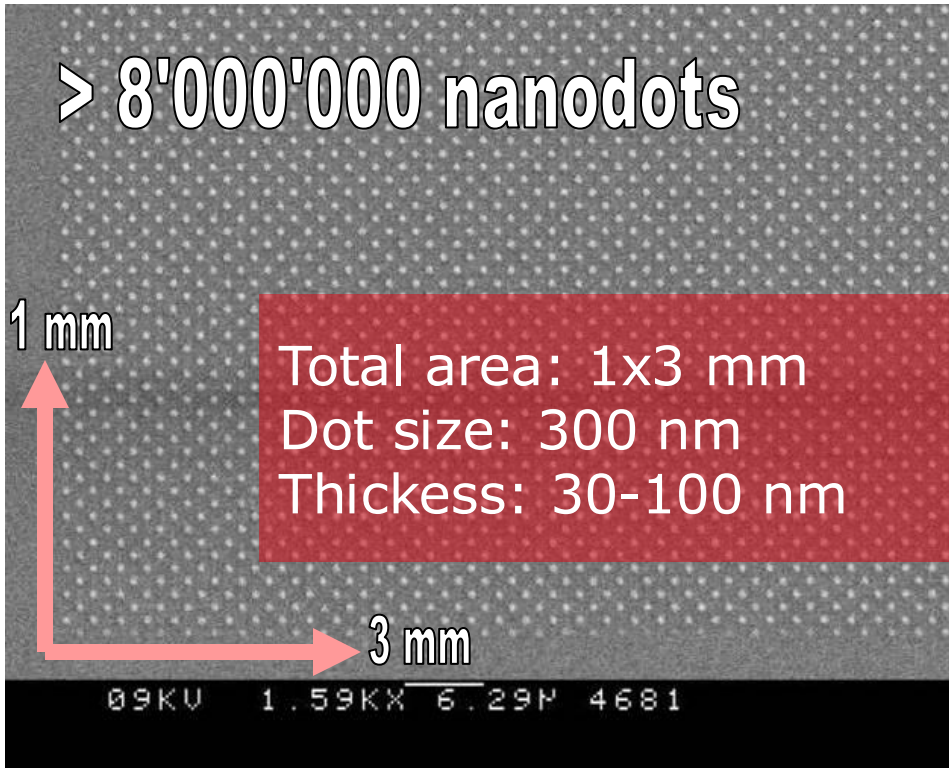 > 8'000'000 nanodots
1 mm
Total area: 1x3 mm
Dot size: 300 nm
Thickess: 30-100 nm
3 mm
09KV 1.59KX 6.29μ 4681